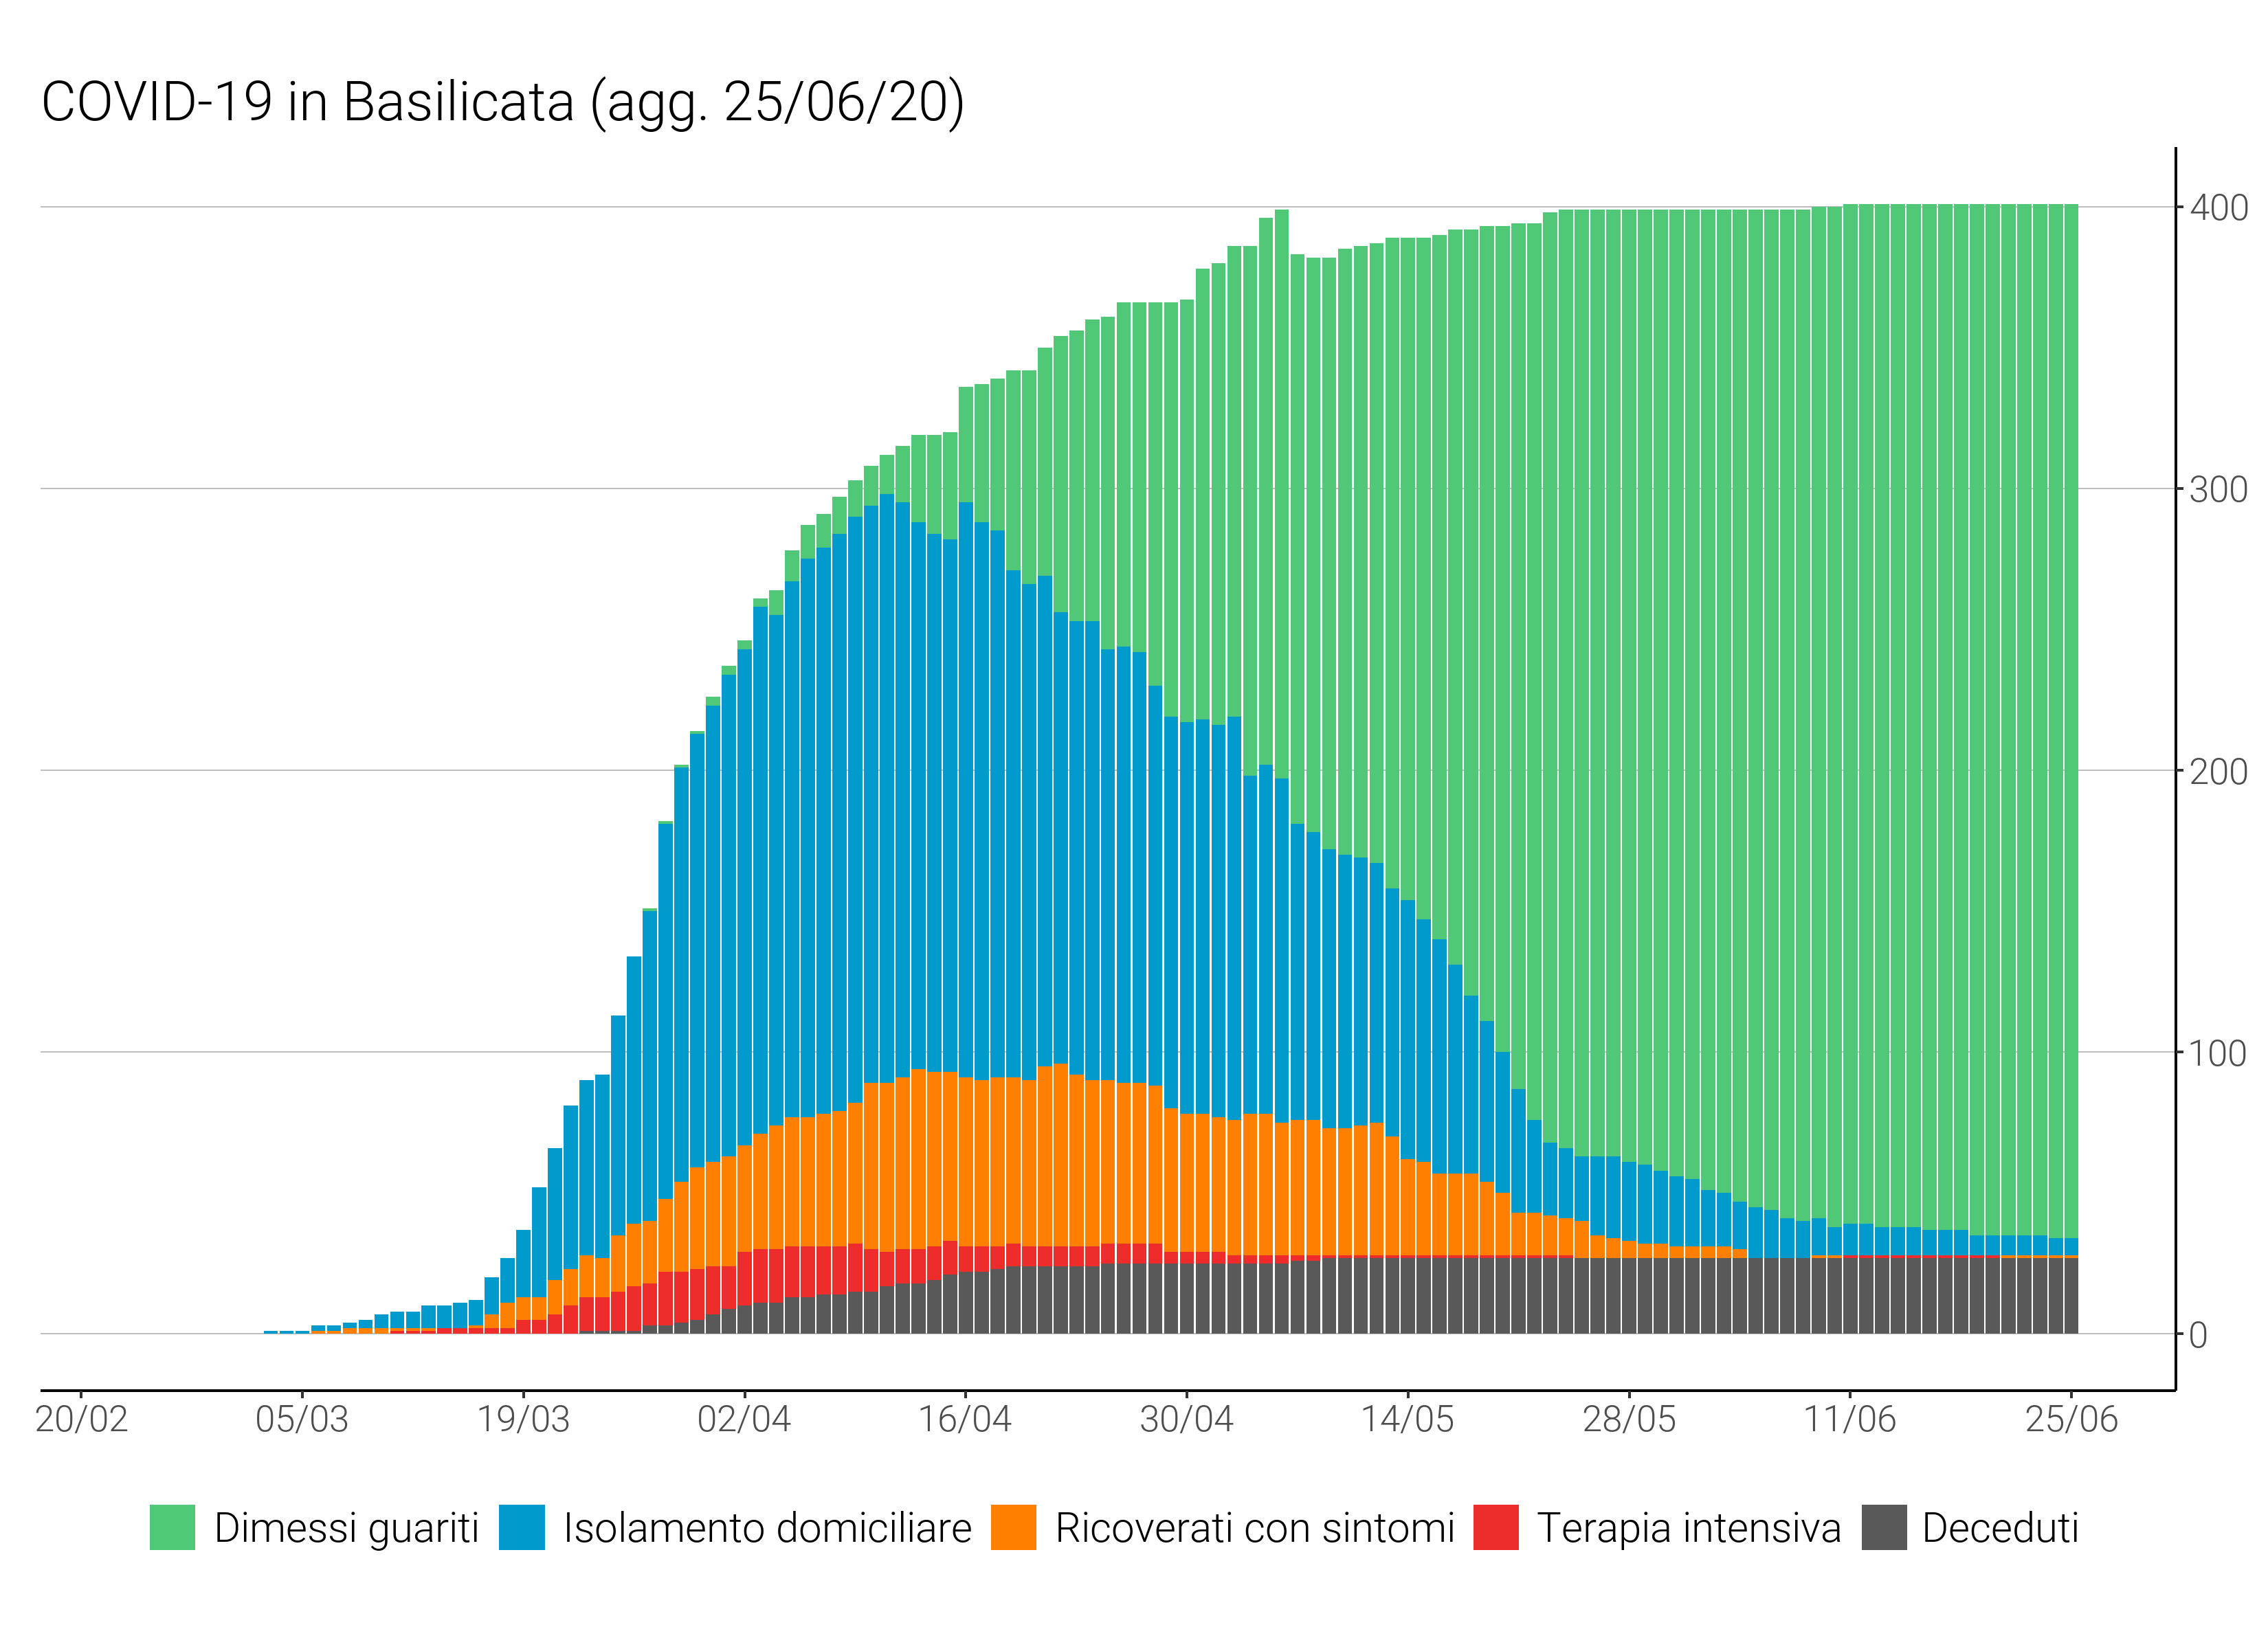 COVID-19 in Basilicata (agg. 25/06/20)
400
300
200
100
0
20/02 05/03 19/03 02/04 16/04 30/04 14/05 28/05 11/06 25/06
Dimessi guariti Isolamento domiciliare Ricoverati con sintomi Terapia intensiva Deceduti